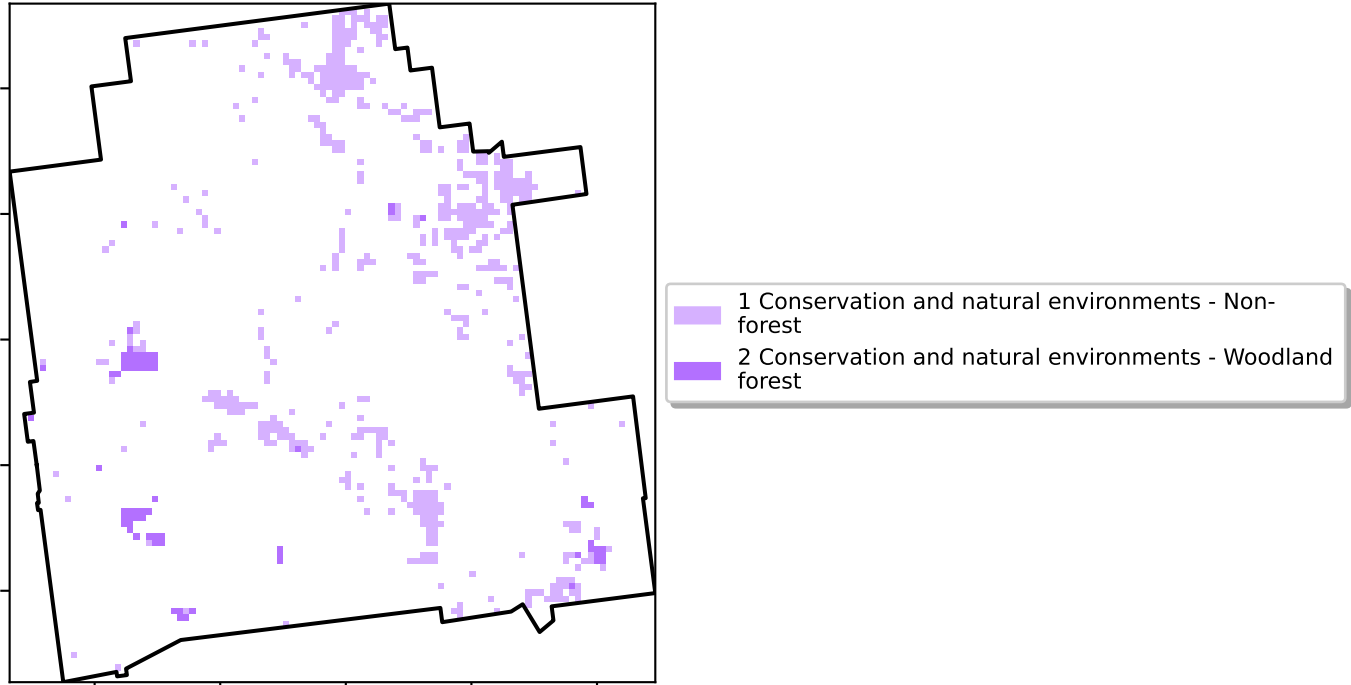 1 Conservation and natural environments - Non-
forest
2 Conservation and natural environments - Woodland
forest